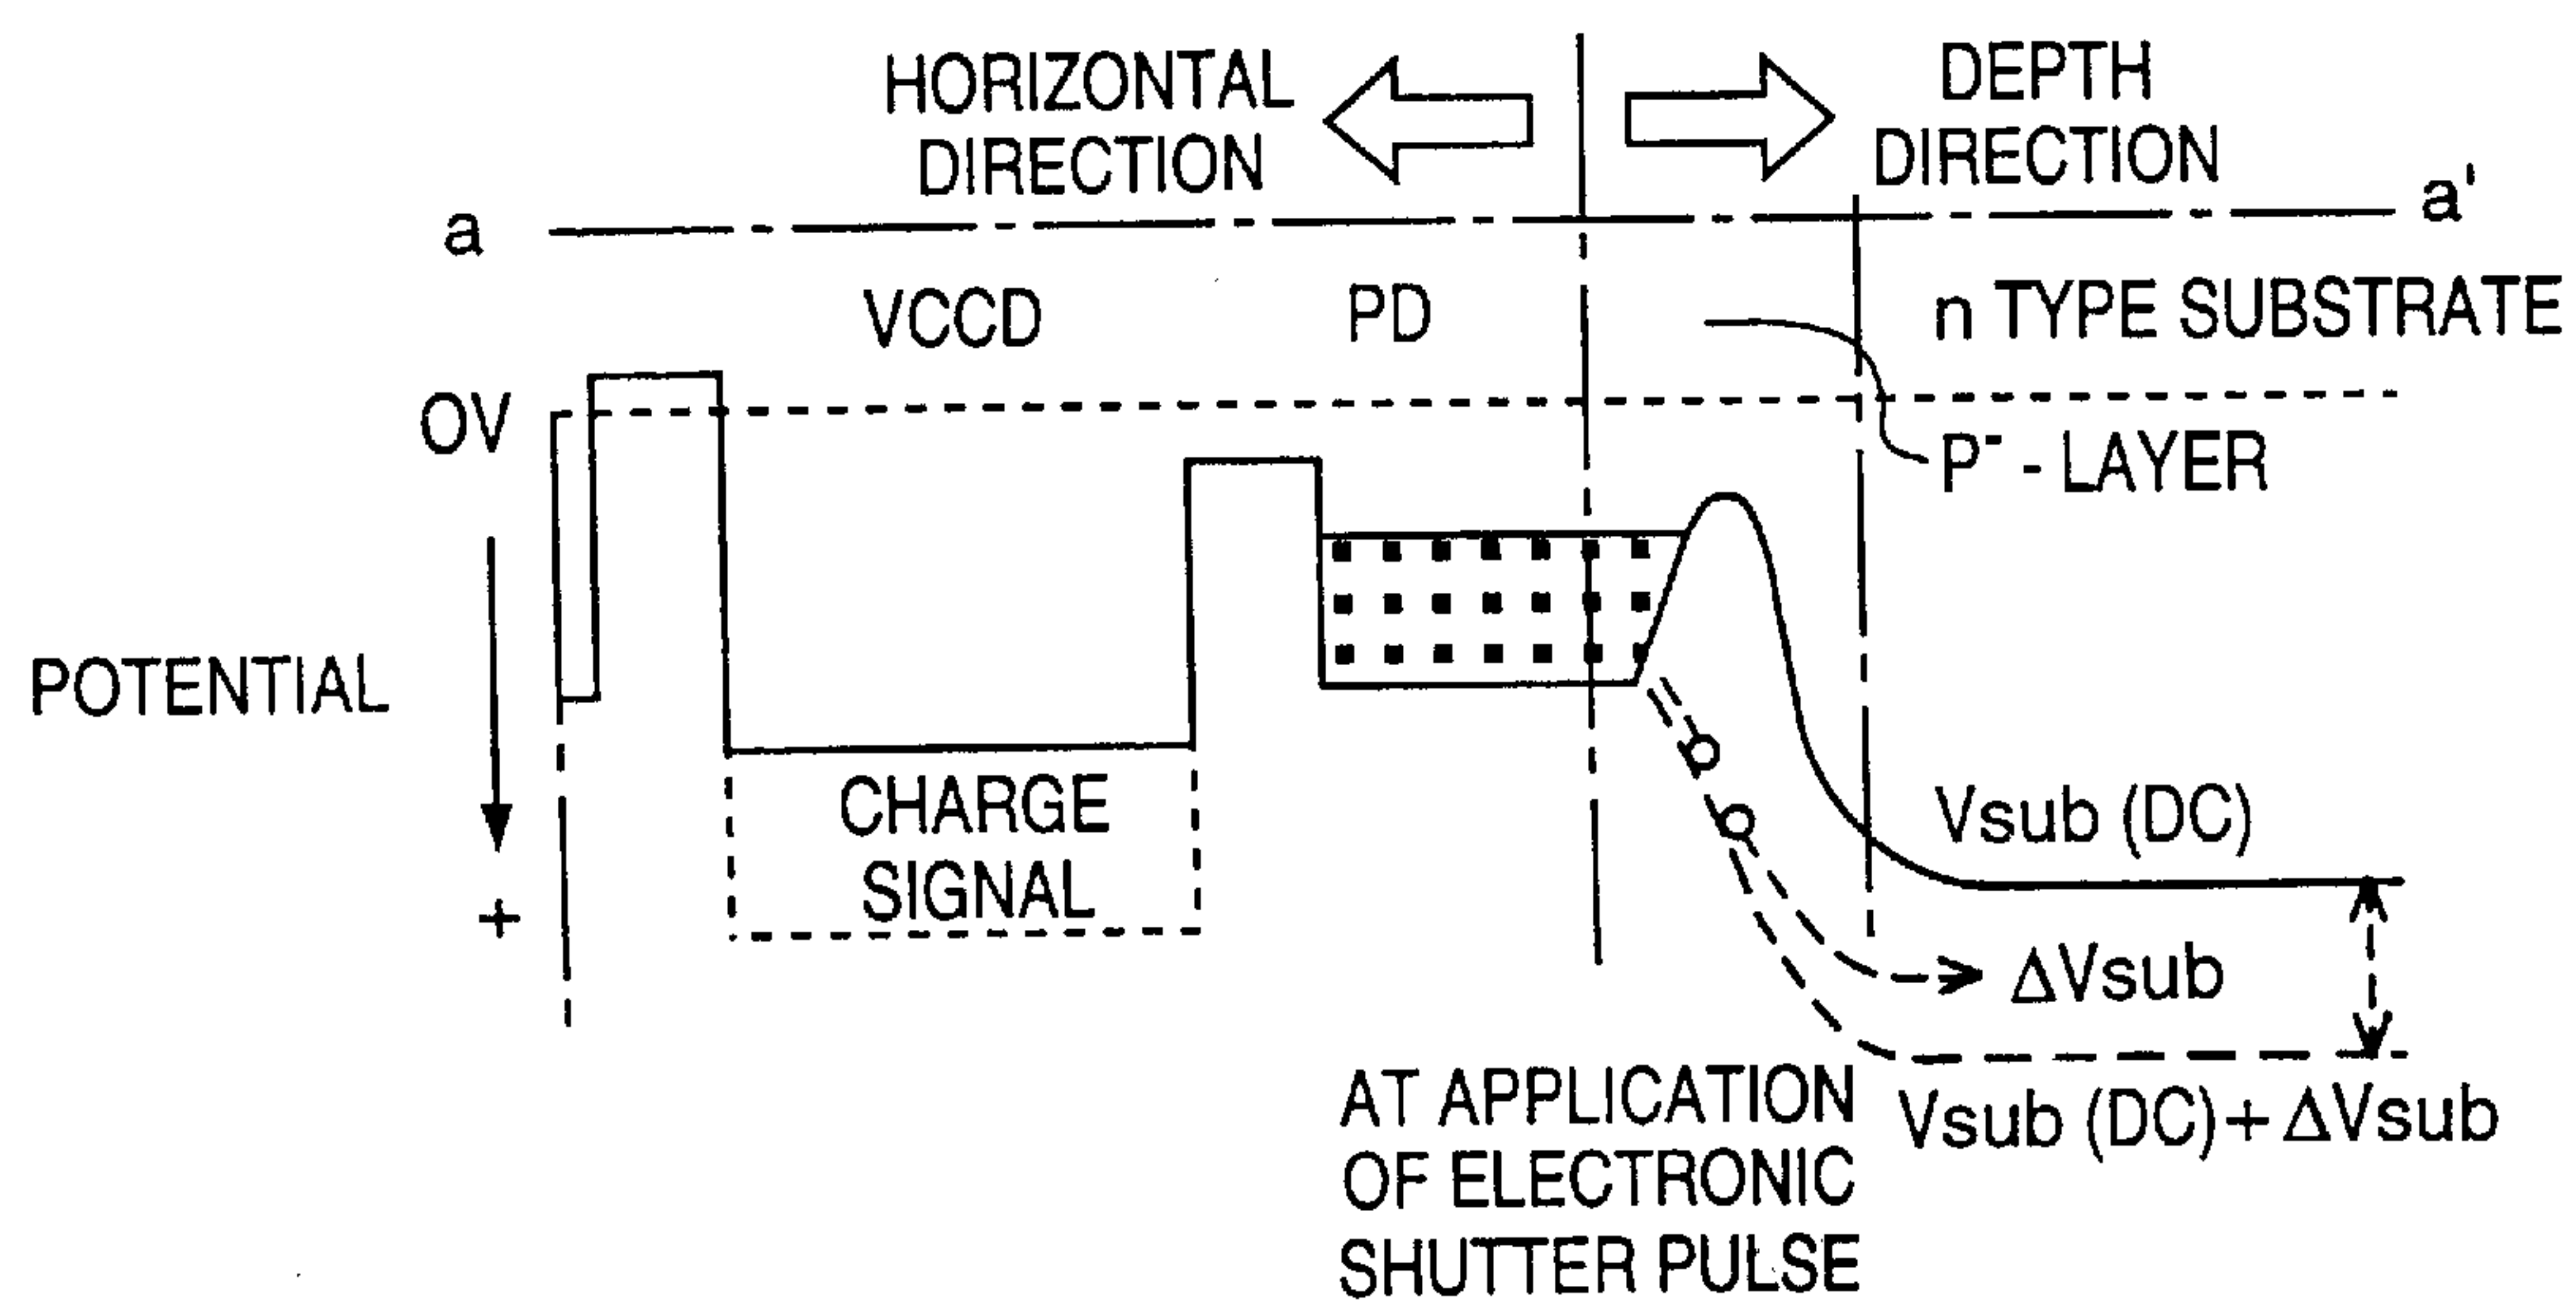 HORIZONTAL
DIRECTION
DEPTH
DIRECTION
a
a'
VCCD
PD
n TYPE SUBSTRATE
OV
P⁻ - LAYER
POTENTIAL
+
CHARGE
SIGNAL
Vsub (DC)
ΔVsub
Vsub (DC) + ΔVsub
AT APPLICATION
OF ELECTRONIC
SHUTTER PULSE